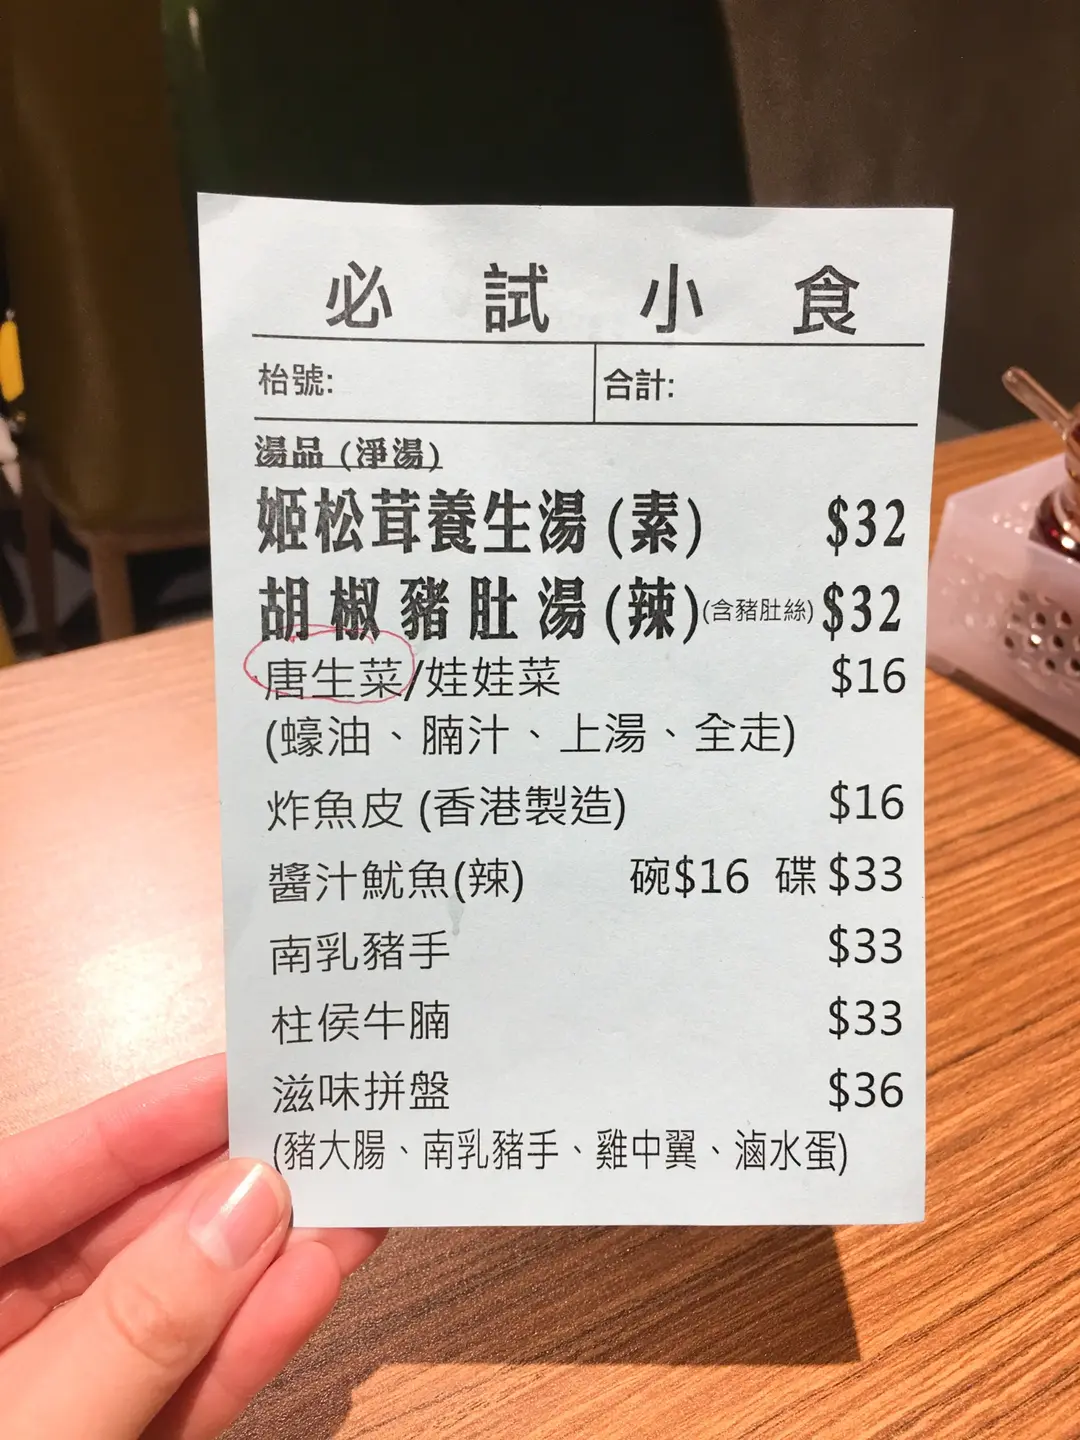 必試小食
枱號:
合計:
湯品 (淨湯)
姬松茸養生湯 (素) $32
胡椒豬肚湯 (辣) (含豬肚絲) $32
唐生菜/娃娃菜 $16
(蠔油、腩汁、上湯、全走)
炸魚皮 (香港製造) $16
醬汁魷魚(辣) 碗$16 碟$33
南乳豬手 $33
柱侯牛腩 $33
滋味拼盤 $36
(豬大腸、南乳豬手、雞中翼、滷水蛋)